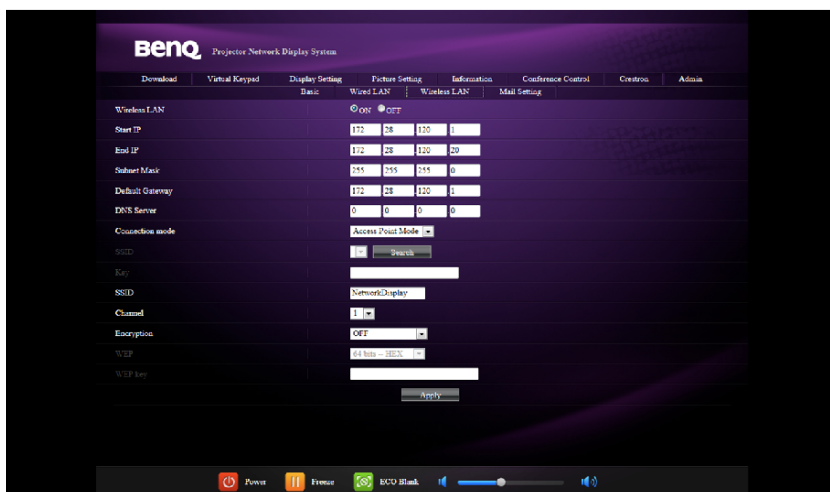 BenQ Projector Network Display System
Download Virtual Keypad Display Setting Picture Setting Information Conference Control Crestron Admin
Basic Wired LAN Wireless LAN Mail Setting
Wireless LAN ON OFF
Start IP 172 28 120 1
End IP 172 28 120 20
Subnet Mask 255 255 255 0
Default Gateway 172 28 120 1
DNS Server 0 0 0 0
Connection mode Access Point Mode
SSID Search
Key
SSID NetworkDisplay
Channel 1
Encryption OFF
WEP 64 bits -- HEX
WEP key
Apply
Power Freeze ECO Blank